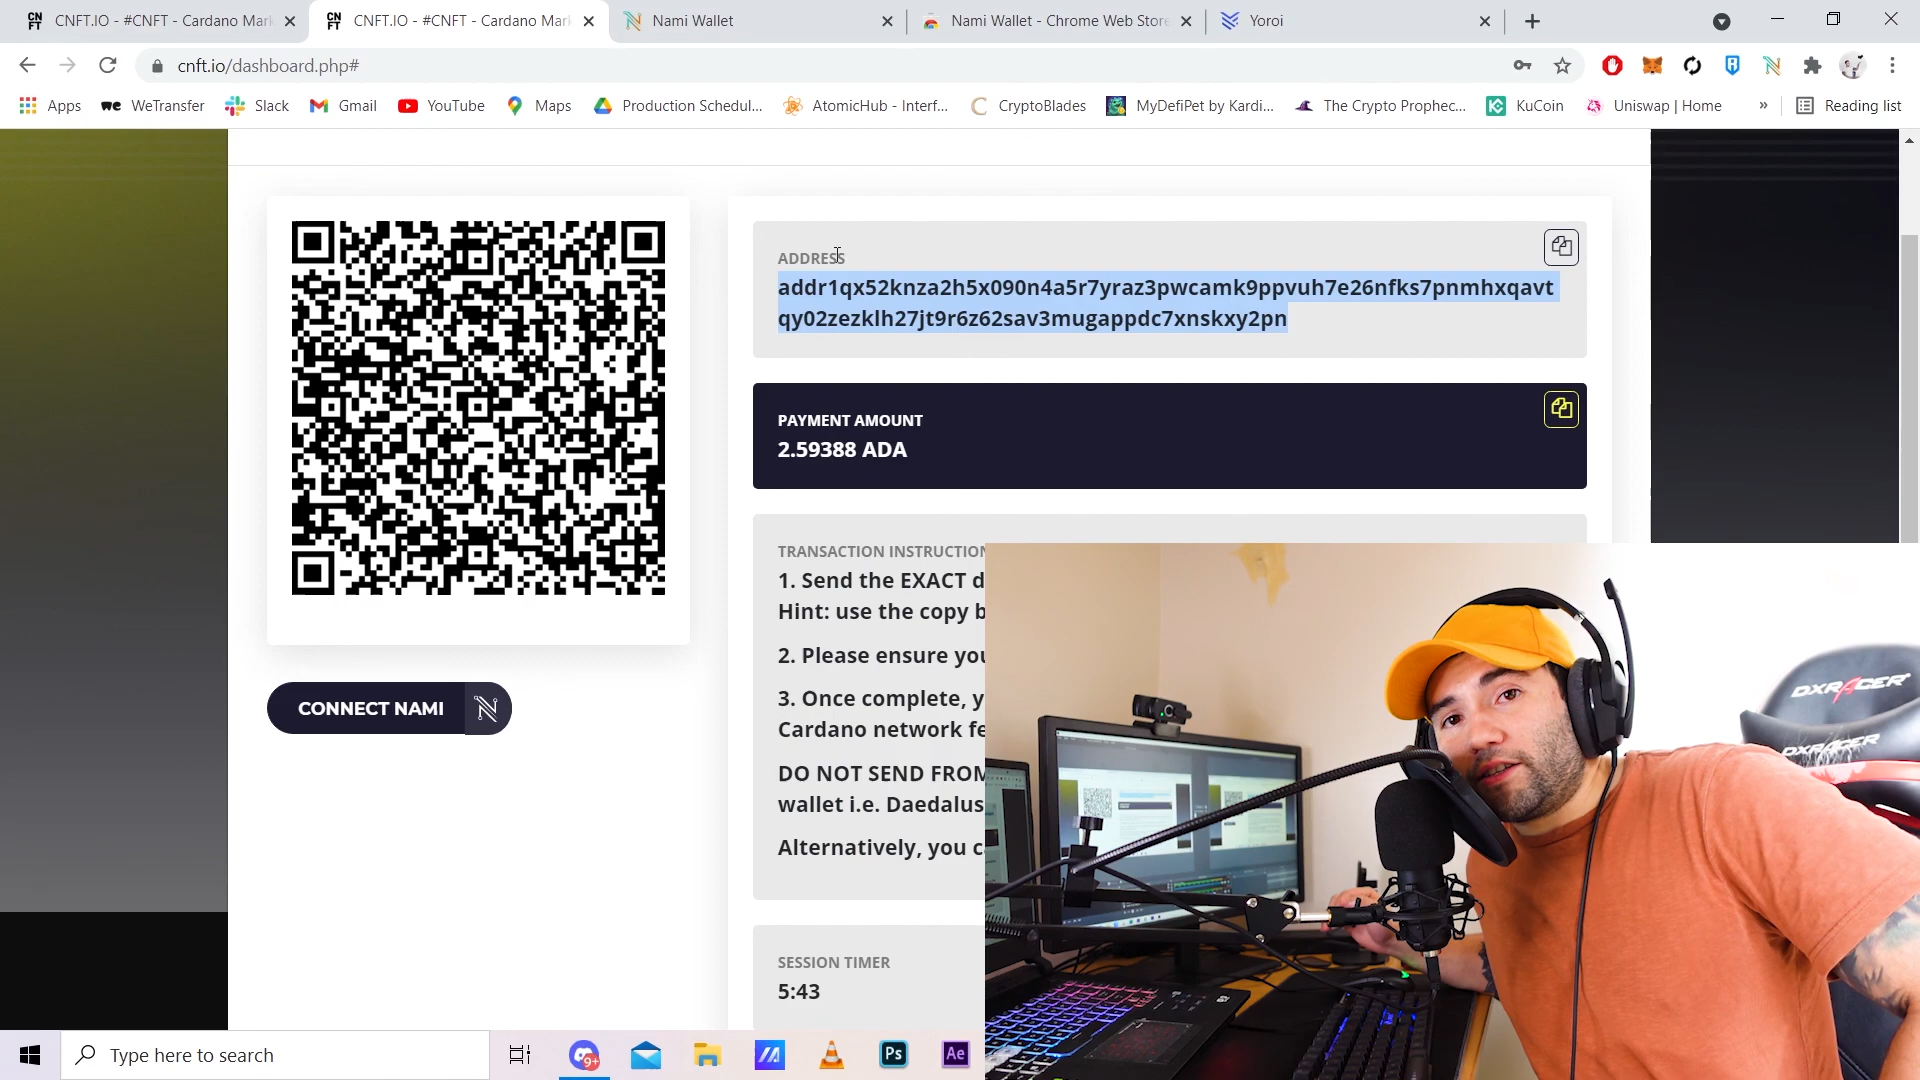 CNFT.IO - #CNFT - Cardano Mark
CNFT.IO - #CNFT - Cardano Mark
Nami Wallet
Nami Wallet - Chrome Web Store
Yoroi
cnft.io/dashboard.php#
Apps
WeTransfer
Slack
Gmail
YouTube
Maps
Production Schedul...
AtomicHub - Interf...
CryptoBlades
MyDefiPet by Kardi...
The Crypto Prophec...
KuCoin
Uniswap | Home
»
Reading list
ADDRESS
addr1qx52knza2h5x090n4a5r7yraz3pwcamk9ppvuh7e26nfks7pnmhxqavt
qy02zezklh27jt9r6z62sav3mugappdc7xnskxy2pn
PAYMENT AMOUNT
2.59388 ADA
TRANSACTION INSTRUCTION
1. Send the EXACT d
Hint: use the copy b
2. Please ensure you
3. Once complete, y
Cardano network fe
DO NOT SEND FROM
wallet i.e. Daedalus
Alternatively, you c
SESSION TIMER
5:43
CONNECT NAMI
DXRACER
DXRACER
Type here to search
9+
Ps
Ae